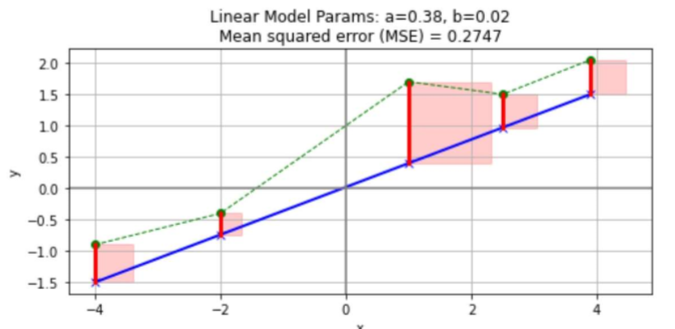 Linear Model Params: a=0.38, b=0.02
Mean squared error (MSE) = 0.2747
2.0
1.5
1.0
0.5
0.0
−0.5
−1.0
−1.5
y
−4 −2 0 2 4
x